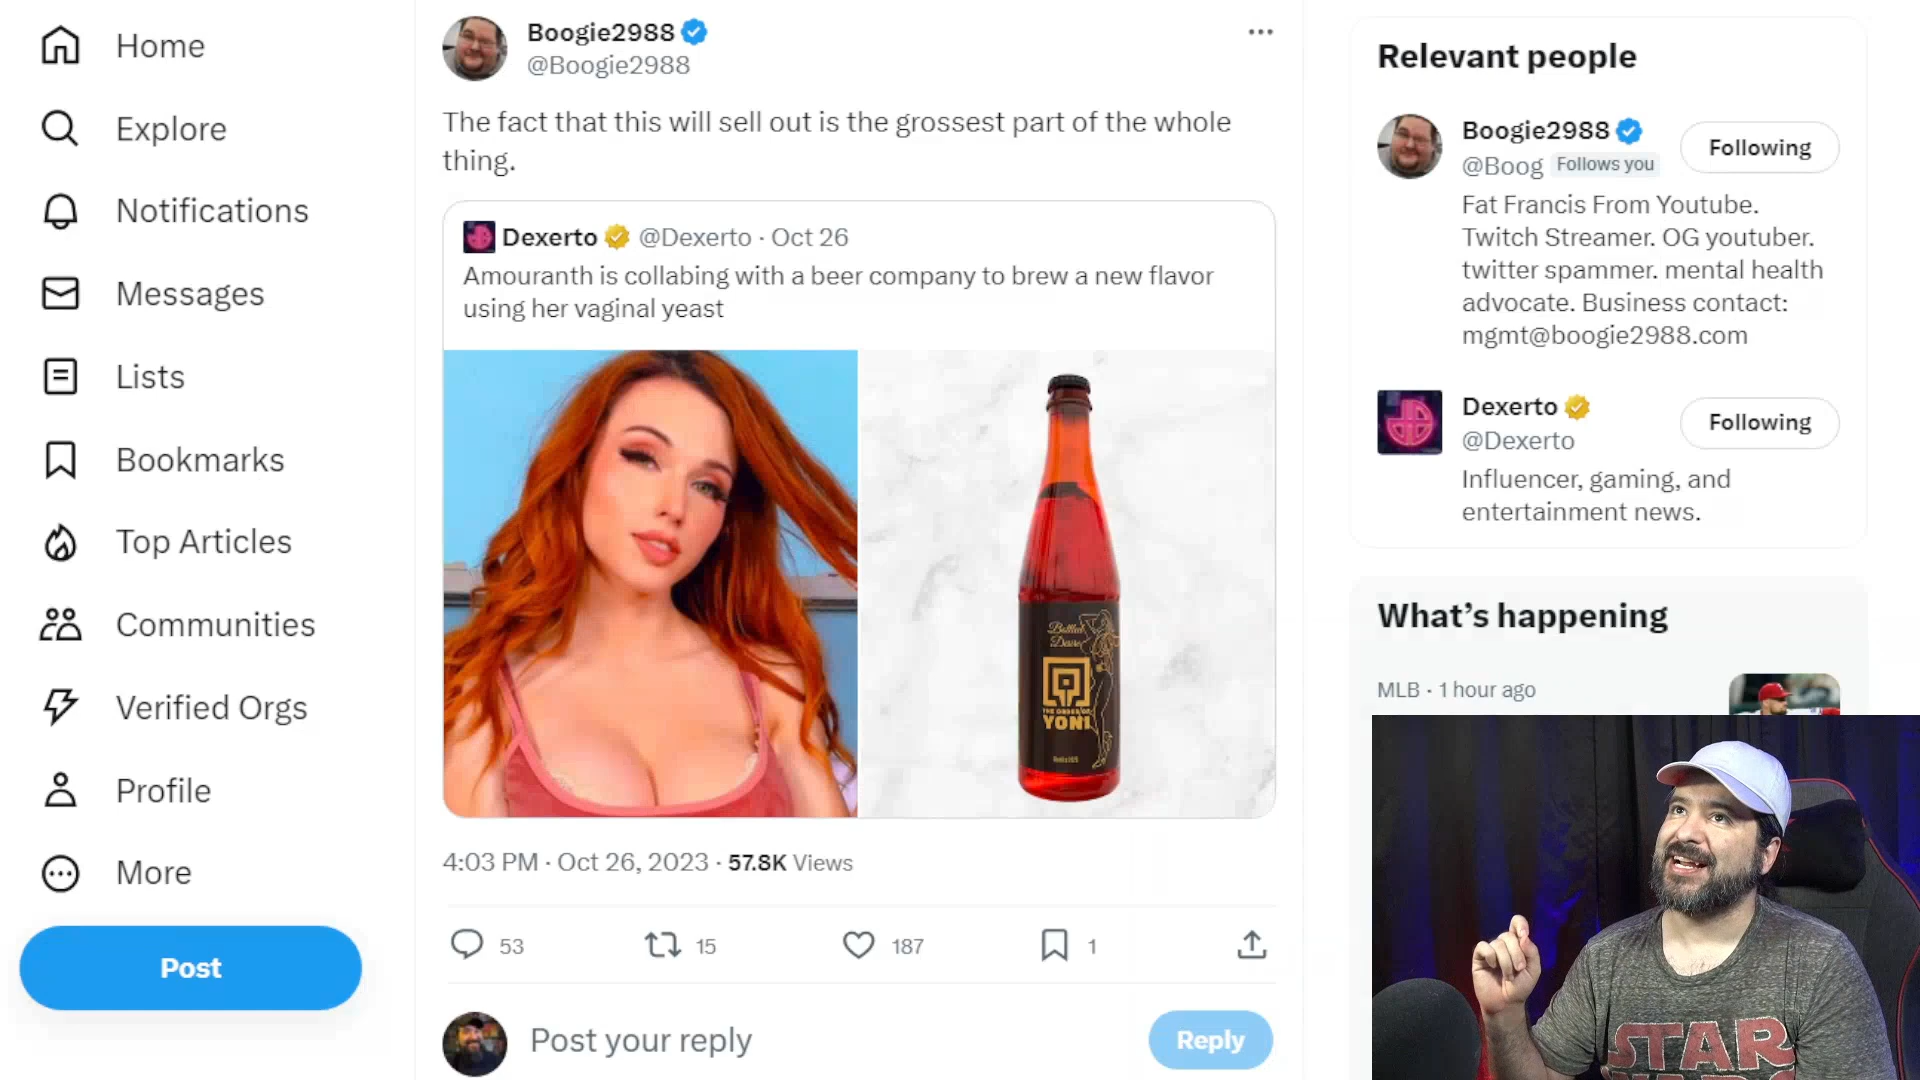 Home
Explore
Notifications
Messages
Lists
Bookmarks
Top Articles
Communities
Verified Orgs
Profile
More
Post
Boogie2988
@Boogie2988
The fact that this will sell out is the grossest part of the whole
thing.
Dexerto @Dexerto · Oct 26
Amouranth is collabing with a beer company to brew a new flavor
using her vaginal yeast
Bottled
Desire
THE ORDER OF
YONI
4:03 PM · Oct 26, 2023 · 57.8K Views
53
15
187
1
Post your reply
Reply
Relevant people
Boogie2988
@Boog Follows you
Following
Fat Francis From Youtube.
Twitch Streamer. OG youtuber.
twitter spammer. mental health
advocate. Business contact:
mgmt@boogie2988.com
Dexerto
@Dexerto
Following
Influencer, gaming, and
entertainment news.
What's happening
MLB · 1 hour ago
STAR